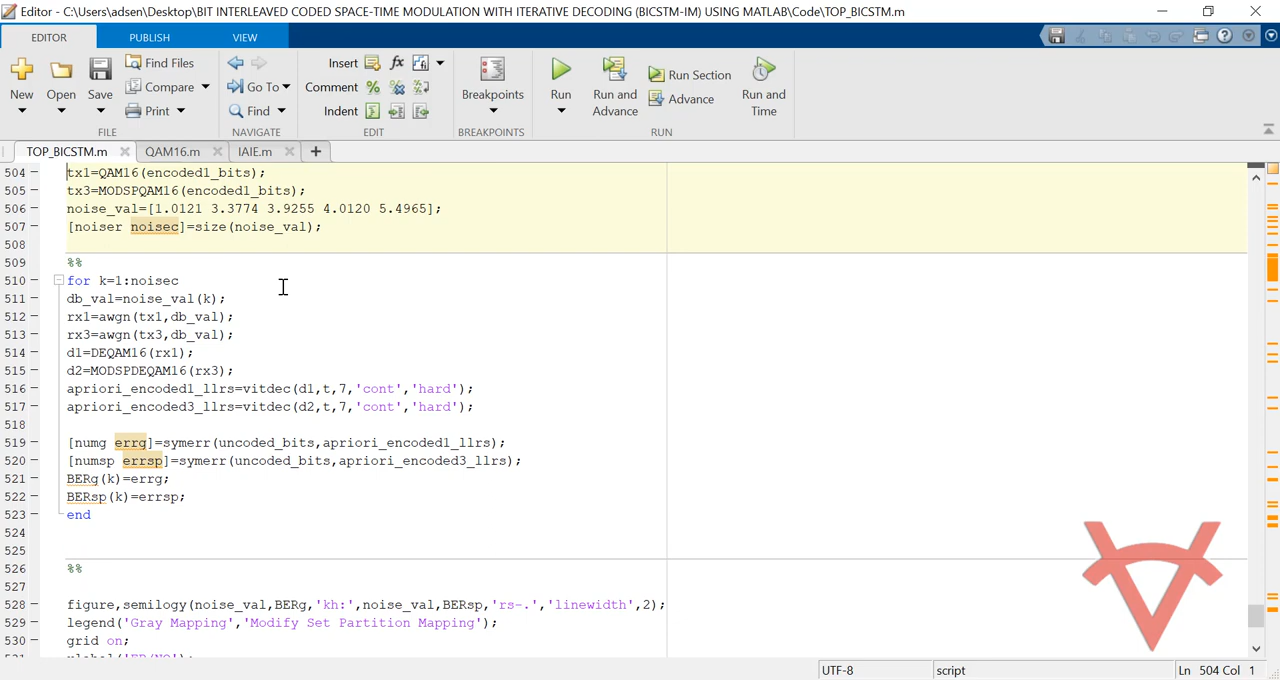 Editor - C:\Users\adsen\Desktop\BIT INTERLEAVED CODED SPACE-TIME MODULATION WITH ITERATIVE DECODING (BICSTM-IM) USING MATLAB\Code\TOP_BICSTM.m
EDITOR PUBLISH VIEW
New Open Save Find Files Compare Print Go To Find Insert fx Comment Indent Breakpoints Run Run and Advance Run Section Advance Run and Time
FILE NAVIGATE EDIT BREAKPOINTS RUN
TOP_BICSTM.m QAM16.m IAIE.m
504 tx1=QAM16(encoded1_bits);
505 tx3=MODSPQAM16(encoded1_bits);
506 noise_val=[1.0121 3.3774 3.9255 4.0120 5.4965];
507 [noiser noisec]=size(noise_val);
508
509 %%
510 for k=1:noisec
511 db_val=noise_val(k);
512 rx1=awgn(tx1,db_val);
513 rx3=awgn(tx3,db_val);
514 d1=DEQAM16(rx1);
515 d2=MODSPDEQAM16(rx3);
516 apriori_encoded1_llrs=vitdec(d1,t,7,'cont','hard');
517 apriori_encoded3_llrs=vitdec(d2,t,7,'cont','hard');
518
519 [numg errg]=symerr(uncoded_bits,apriori_encoded1_llrs);
520 [numsp errsp]=symerr(uncoded_bits,apriori_encoded3_llrs);
521 BERg(k)=errg;
522 BERsp(k)=errsp;
523 end
524
525
526 %%
527
528 figure,semilogy(noise_val,BERg,'kh:',noise_val,BERsp,'rs-.','linewidth',2);
529 legend('Gray Mapping','Modify Set Partition Mapping');
530 grid on;
UTF-8 script Ln 504 Col 1